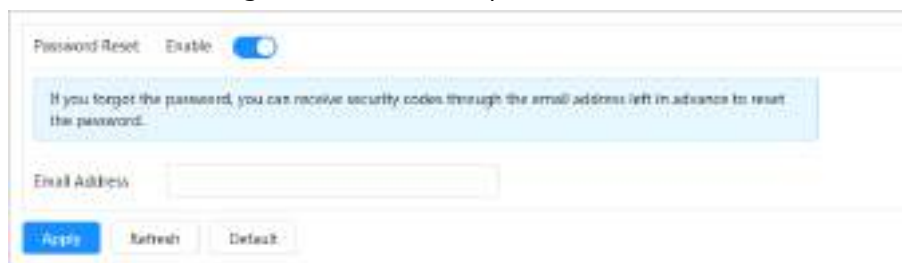 Password Reset Enable
If you forgot the password, you can receive security codes through the email address left in advance to reset
the password.
Email Address
Apply Refresh Default